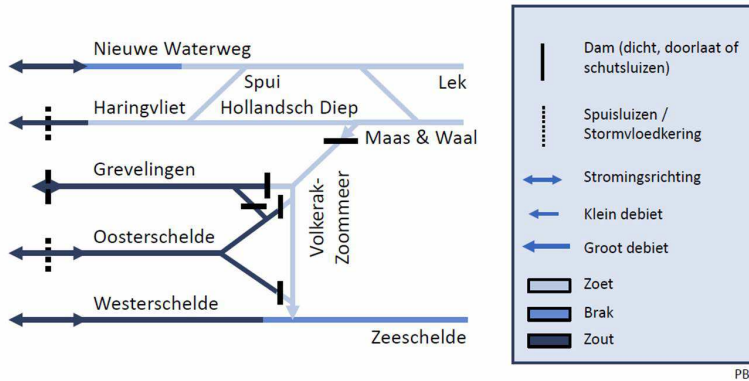 Nieuwe Waterweg
Spui
Lek
Haringvliet
Hollandsch Diep
Maas & Waal
Grevelingen
Volkerak-
Zoommeer
Oosterschelde
Westerschelde
Zeeschelde
Dam (dicht, doorlaat of
schutsluizen)
Spuisluizen /
Stormvloedkering
Stromingsrichting
Klein debiet
Groot debiet
Zoet
Brak
Zout
PB